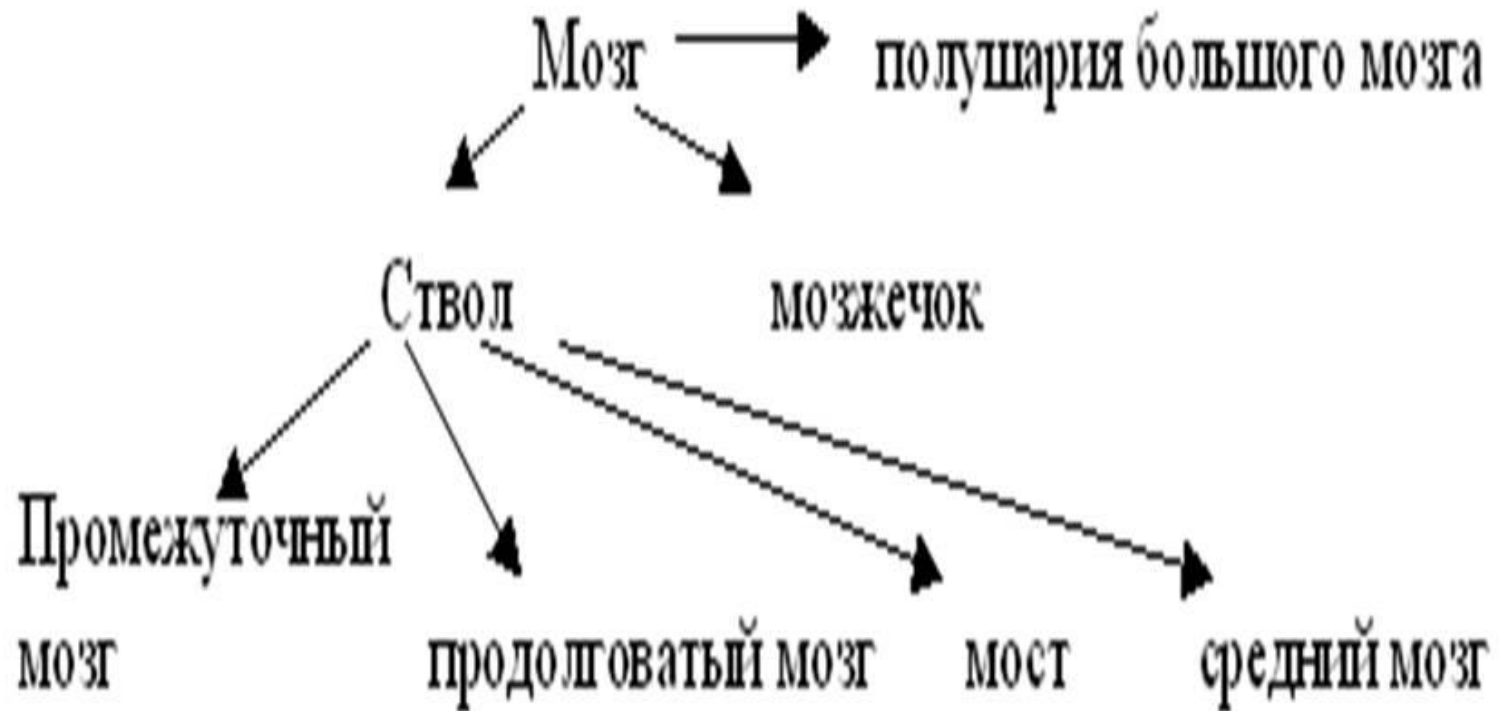 Мозг полушария большого мозга
Ствол мозжечок
Промежуточный
мозг продолговатый мозг мост средний мозг